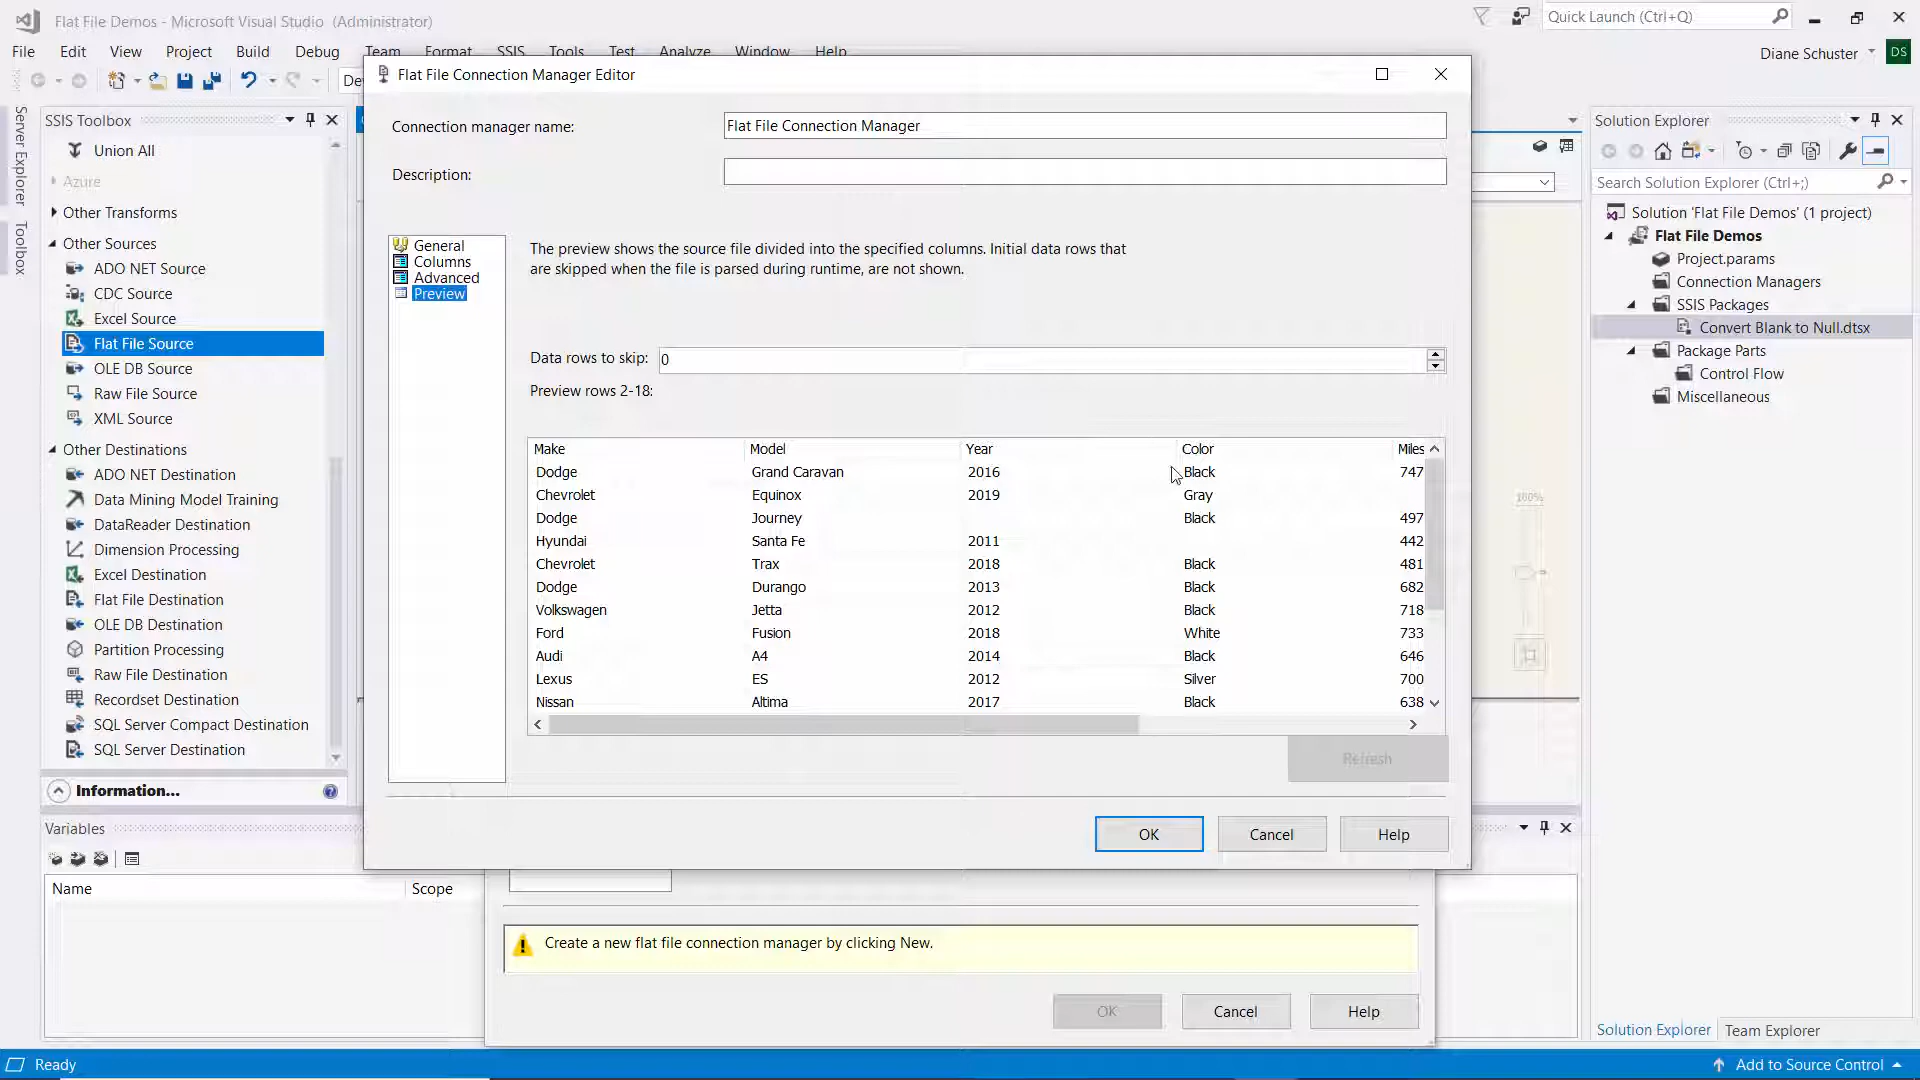 Flat File Demos - Microsoft Visual Studio (Administrator)
Quick Launch (Ctrl+Q)
File Edit View Project Build Debug Team Format SSIS Tools Test Analyze Window Help
Diane Schuster DS
De
Server Explorer
Toolbox
SSIS Toolbox
Union All
Azure
Other Transforms
Other Sources
ADO NET Source
CDC Source
Excel Source
Flat File Source
OLE DB Source
Raw File Source
XML Source
Other Destinations
ADO NET Destination
Data Mining Model Training
DataReader Destination
Dimension Processing
Excel Destination
Flat File Destination
OLE DB Destination
Partition Processing
Raw File Destination
Recordset Destination
SQL Server Compact Destination
SQL Server Destination
Information...
Variables
Name Scope
Flat File Connection Manager Editor
Connection manager name: Flat File Connection Manager
Description:
General
Columns
Advanced
Preview
The preview shows the source file divided into the specified columns. Initial data rows that
are skipped when the file is parsed during runtime, are not shown.
Data rows to skip: 0
Preview rows 2-18:
Make Model Year Color Miles
Dodge Grand Caravan 2016 Black 747
Chevrolet Equinox 2019 Gray
Dodge Journey Black 497
Hyundai Santa Fe 2011 442
Chevrolet Trax 2018 Black 481
Dodge Durango 2013 Black 682
Volkswagen Jetta 2012 Black 718
Ford Fusion 2018 White 733
Audi A4 2014 Black 646
Lexus ES 2012 Silver 700
Nissan Altima 2017 Black 638
Refresh
OK Cancel Help
Create a new flat file connection manager by clicking New.
OK Cancel Help
100%
Solution Explorer
Search Solution Explorer (Ctrl+;)
Solution 'Flat File Demos' (1 project)
Flat File Demos
Project.params
Connection Managers
SSIS Packages
Convert Blank to Null.dtsx
Package Parts
Control Flow
Miscellaneous
Solution Explorer Team Explorer
Ready
Add to Source Control